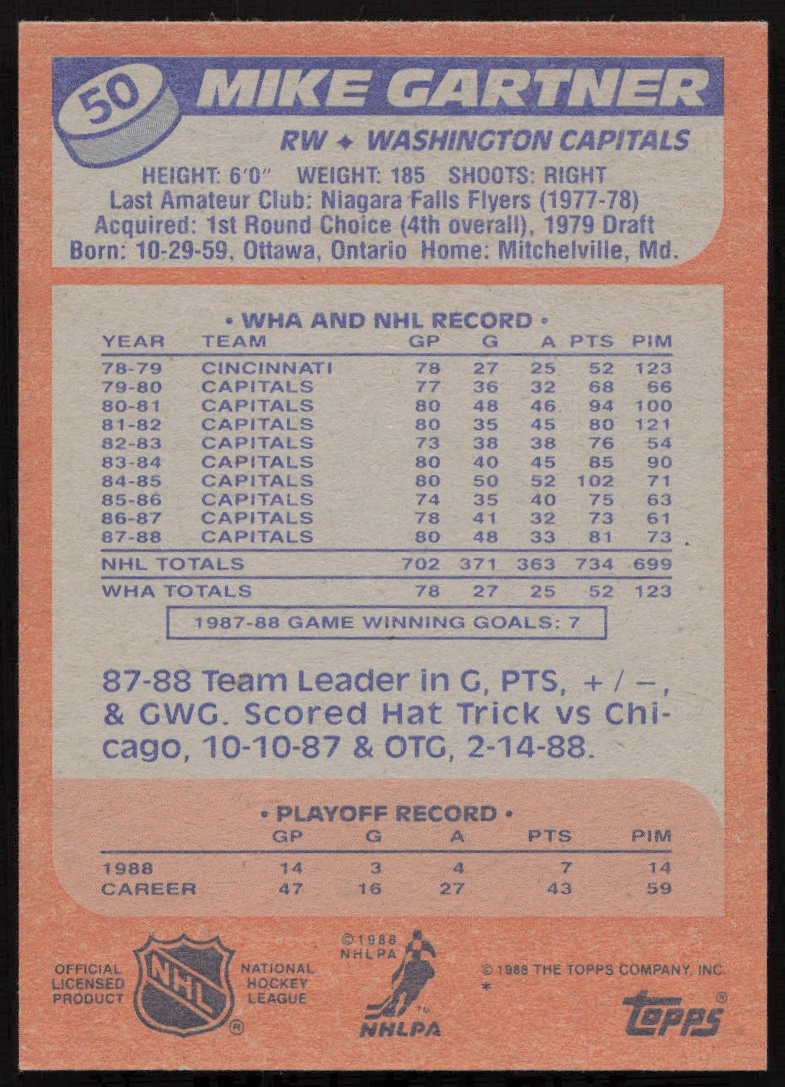 50
MIKE GARTNER
RW ✦ WASHINGTON CAPITALS
HEIGHT: 6'0" WEIGHT: 185 SHOOTS: RIGHT
Last Amateur Club: Niagara Falls Flyers (1977-78)
Acquired: 1st Round Choice (4th overall), 1979 Draft
Born: 10-29-59, Ottawa, Ontario Home: Mitchelville, Md.
• WHA AND NHL RECORD •
YEAR TEAM GP G A PTS PIM
78-79 CINCINNATI 78 27 25 52 123
79-80 CAPITALS 77 36 32 68 66
80-81 CAPITALS 80 48 46 94 100
81-82 CAPITALS 80 35 45 80 121
82-83 CAPITALS 73 38 38 76 54
83-84 CAPITALS 80 40 45 85 90
84-85 CAPITALS 80 50 52 102 71
85-86 CAPITALS 74 35 40 75 63
86-87 CAPITALS 78 41 32 73 61
87-88 CAPITALS 80 48 33 81 73
NHL TOTALS 702 371 363 734 699
WHA TOTALS 78 27 25 52 123
1987-88 GAME WINNING GOALS: 7
87-88 Team Leader in G, PTS, + / –,
& GWG. Scored Hat Trick vs Chi-
cago, 10-10-87 & OTG, 2-14-88.
• PLAYOFF RECORD •
GP G A PTS PIM
1988 14 3 4 7 14
CAREER 47 16 27 43 59
OFFICIAL
LICENSED
PRODUCT
NHL
®
NATIONAL
HOCKEY
LEAGUE
©1988
NHLPA
™
NHLPA
© 1988 THE TOPPS COMPANY, INC.
*
Topps®